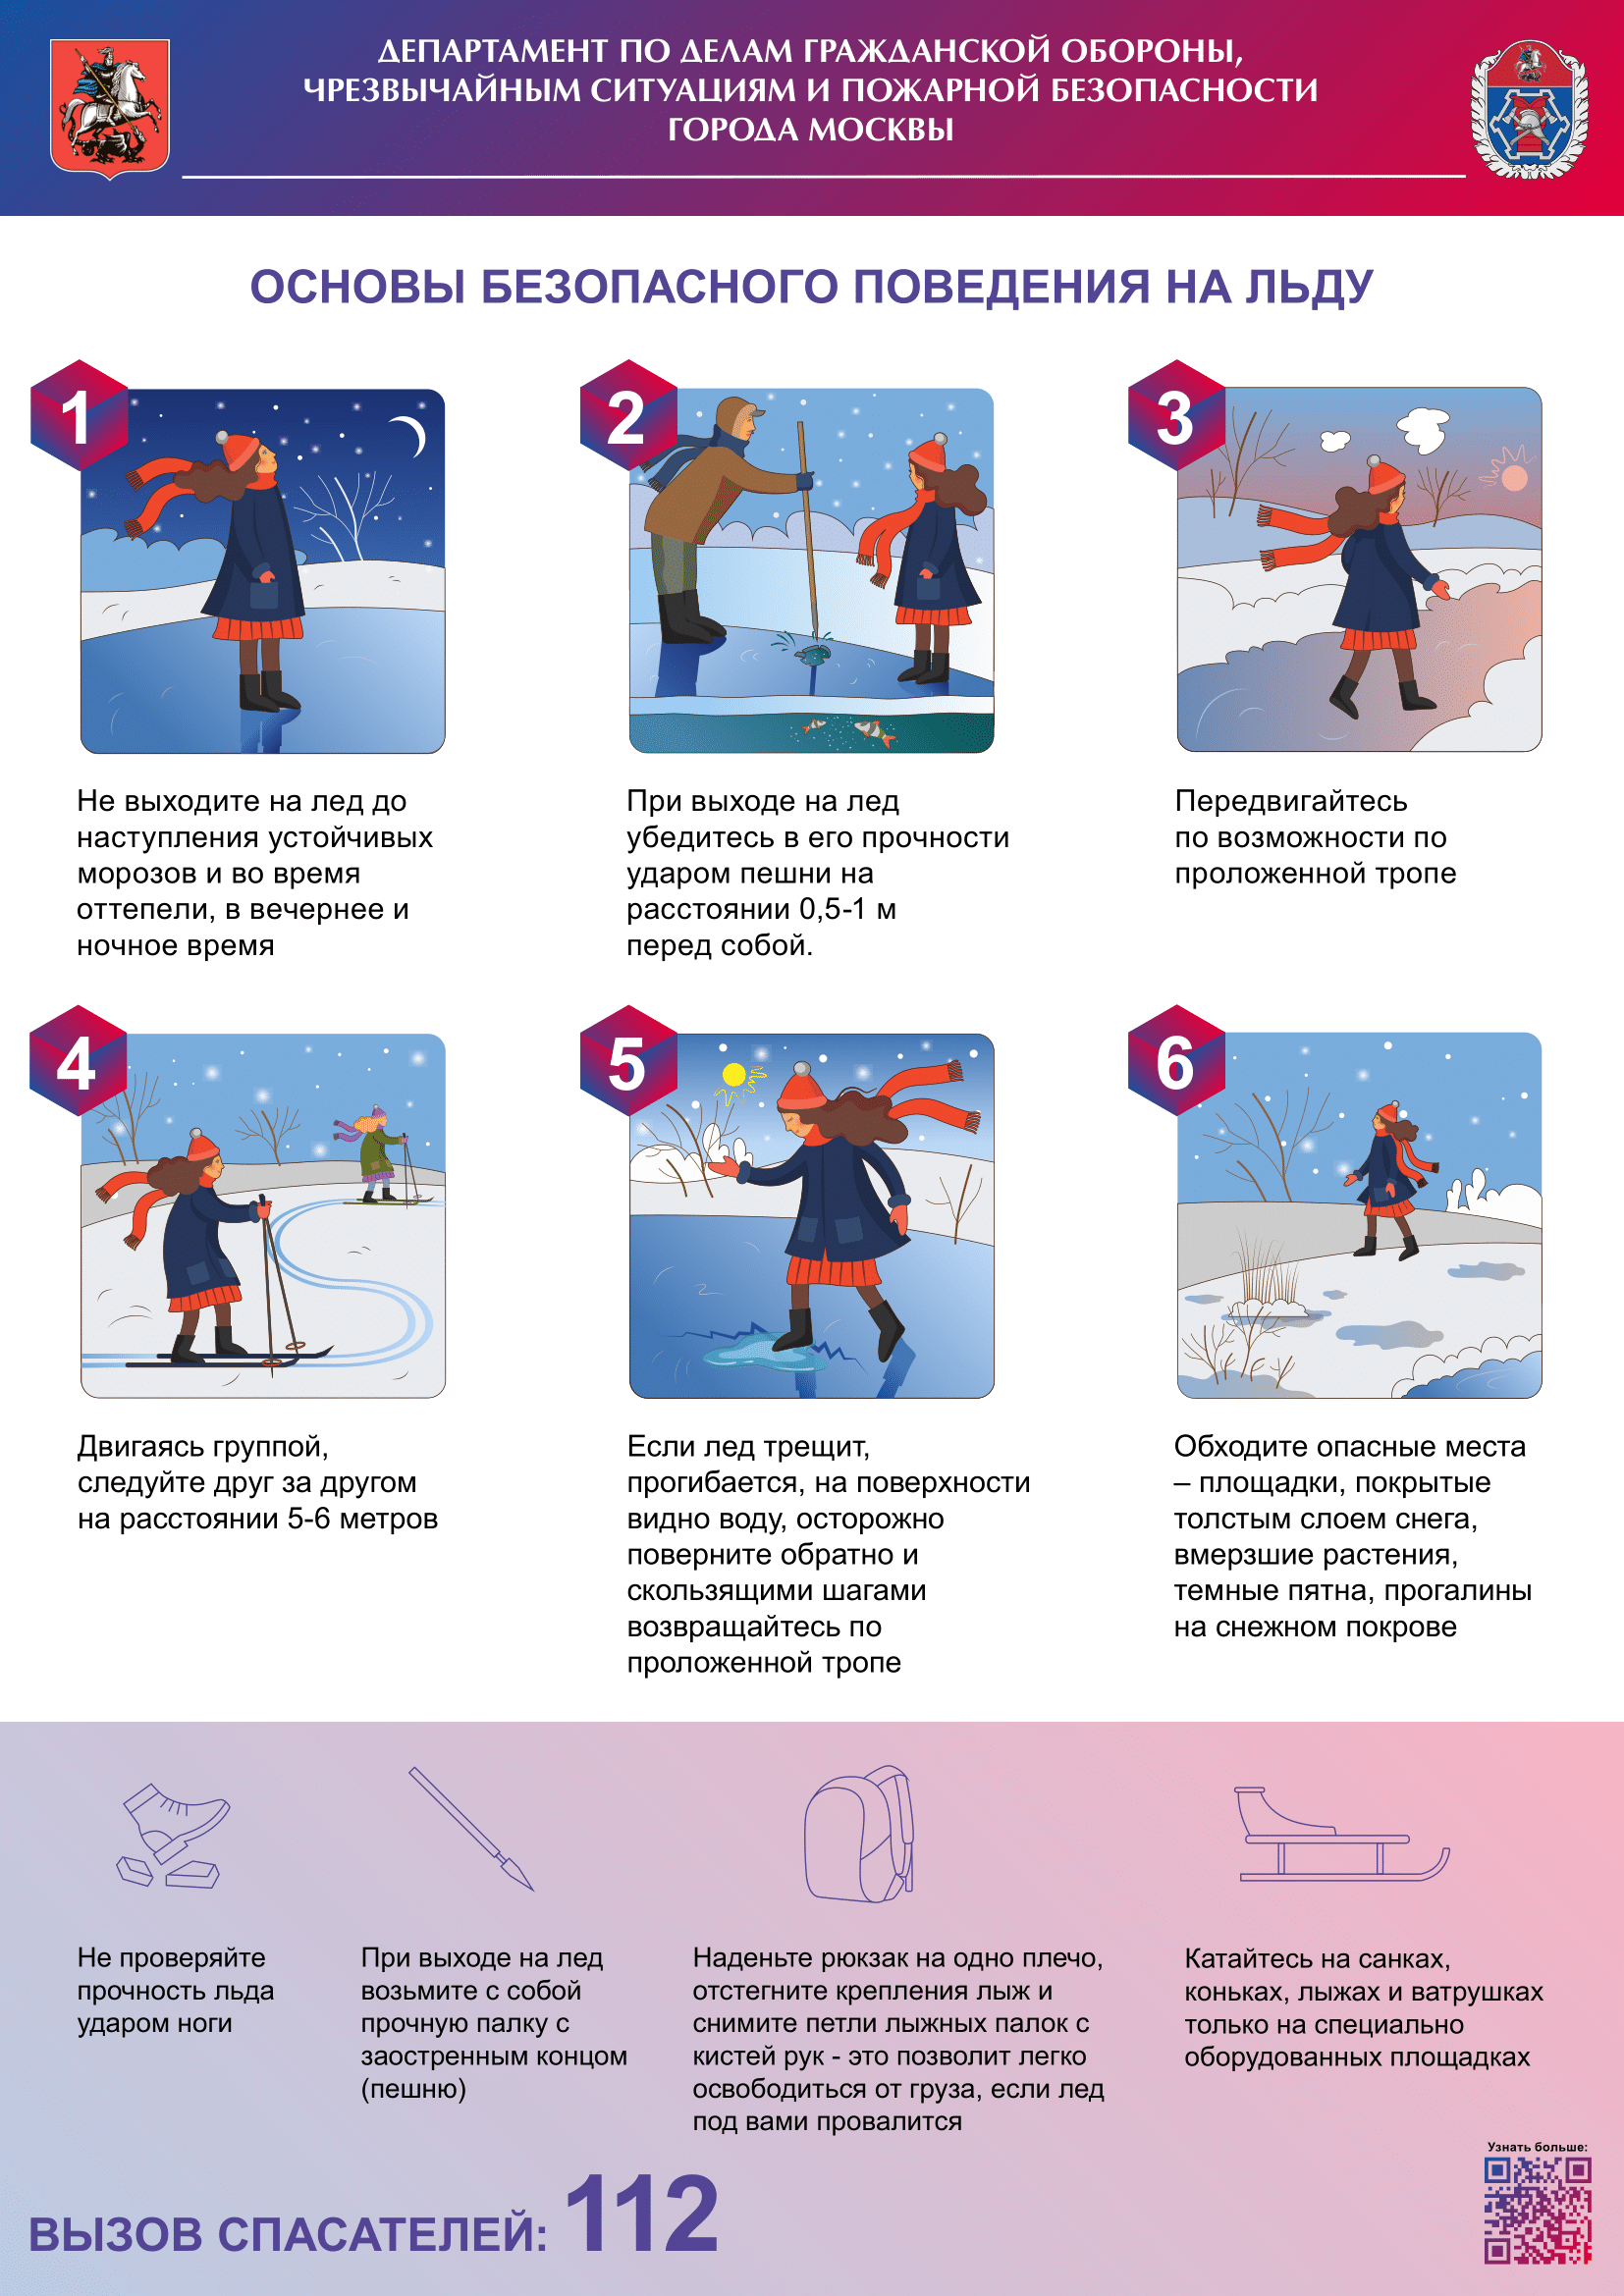 ДЕПАРТАМЕНТ ПО ДЕЛАМ ГРАЖДАНСКОЙ ОБОРОНЫ,
ЧРЕЗВЫЧАЙНЫМ СИТУАЦИЯМ И ПОЖАРНОЙ БЕЗОПАСНОСТИ
ГОРОДА МОСКВЫ
ОСНОВЫ БЕЗОПАСНОГО ПОВЕДЕНИЯ НА ЛЬДУ
1
Не выходите на лед до
наступления устойчивых
морозов и во время
оттепели, в вечернее и
ночное время
2
При выходе на лед
убедитесь в его прочности
ударом пешни на
расстоянии 0,5-1 м
перед собой.
3
Передвигайтесь
по возможности по
проложенной тропе
4
Двигаясь группой,
следуйте друг за другом
на расстоянии 5-6 метров
5
Если лед трещит,
прогибается, на поверхности
видно воду, осторожно
поверните обратно и
скользящими шагами
возвращайтесь по
проложенной тропе
6
Обходите опасные места
– площадки, покрытые
толстым слоем снега,
вмерзшие растения,
темные пятна, прогалины
на снежном покрове
Не проверяйте
прочность льда
ударом ноги
При выходе на лед
возьмите с собой
прочную палку с
заостренным концом
(пешню)
Наденьте рюкзак на одно плечо,
отстегните крепления лыж и
снимите петли лыжных палок с
кистей рук - это позволит легко
освободиться от груза, если лед
под вами провалится
Катайтесь на санках,
коньках, лыжах и ватрушках
только на специально
оборудованных площадках
Узнать больше:
ВЫЗОВ СПАСАТЕЛЕЙ: 112